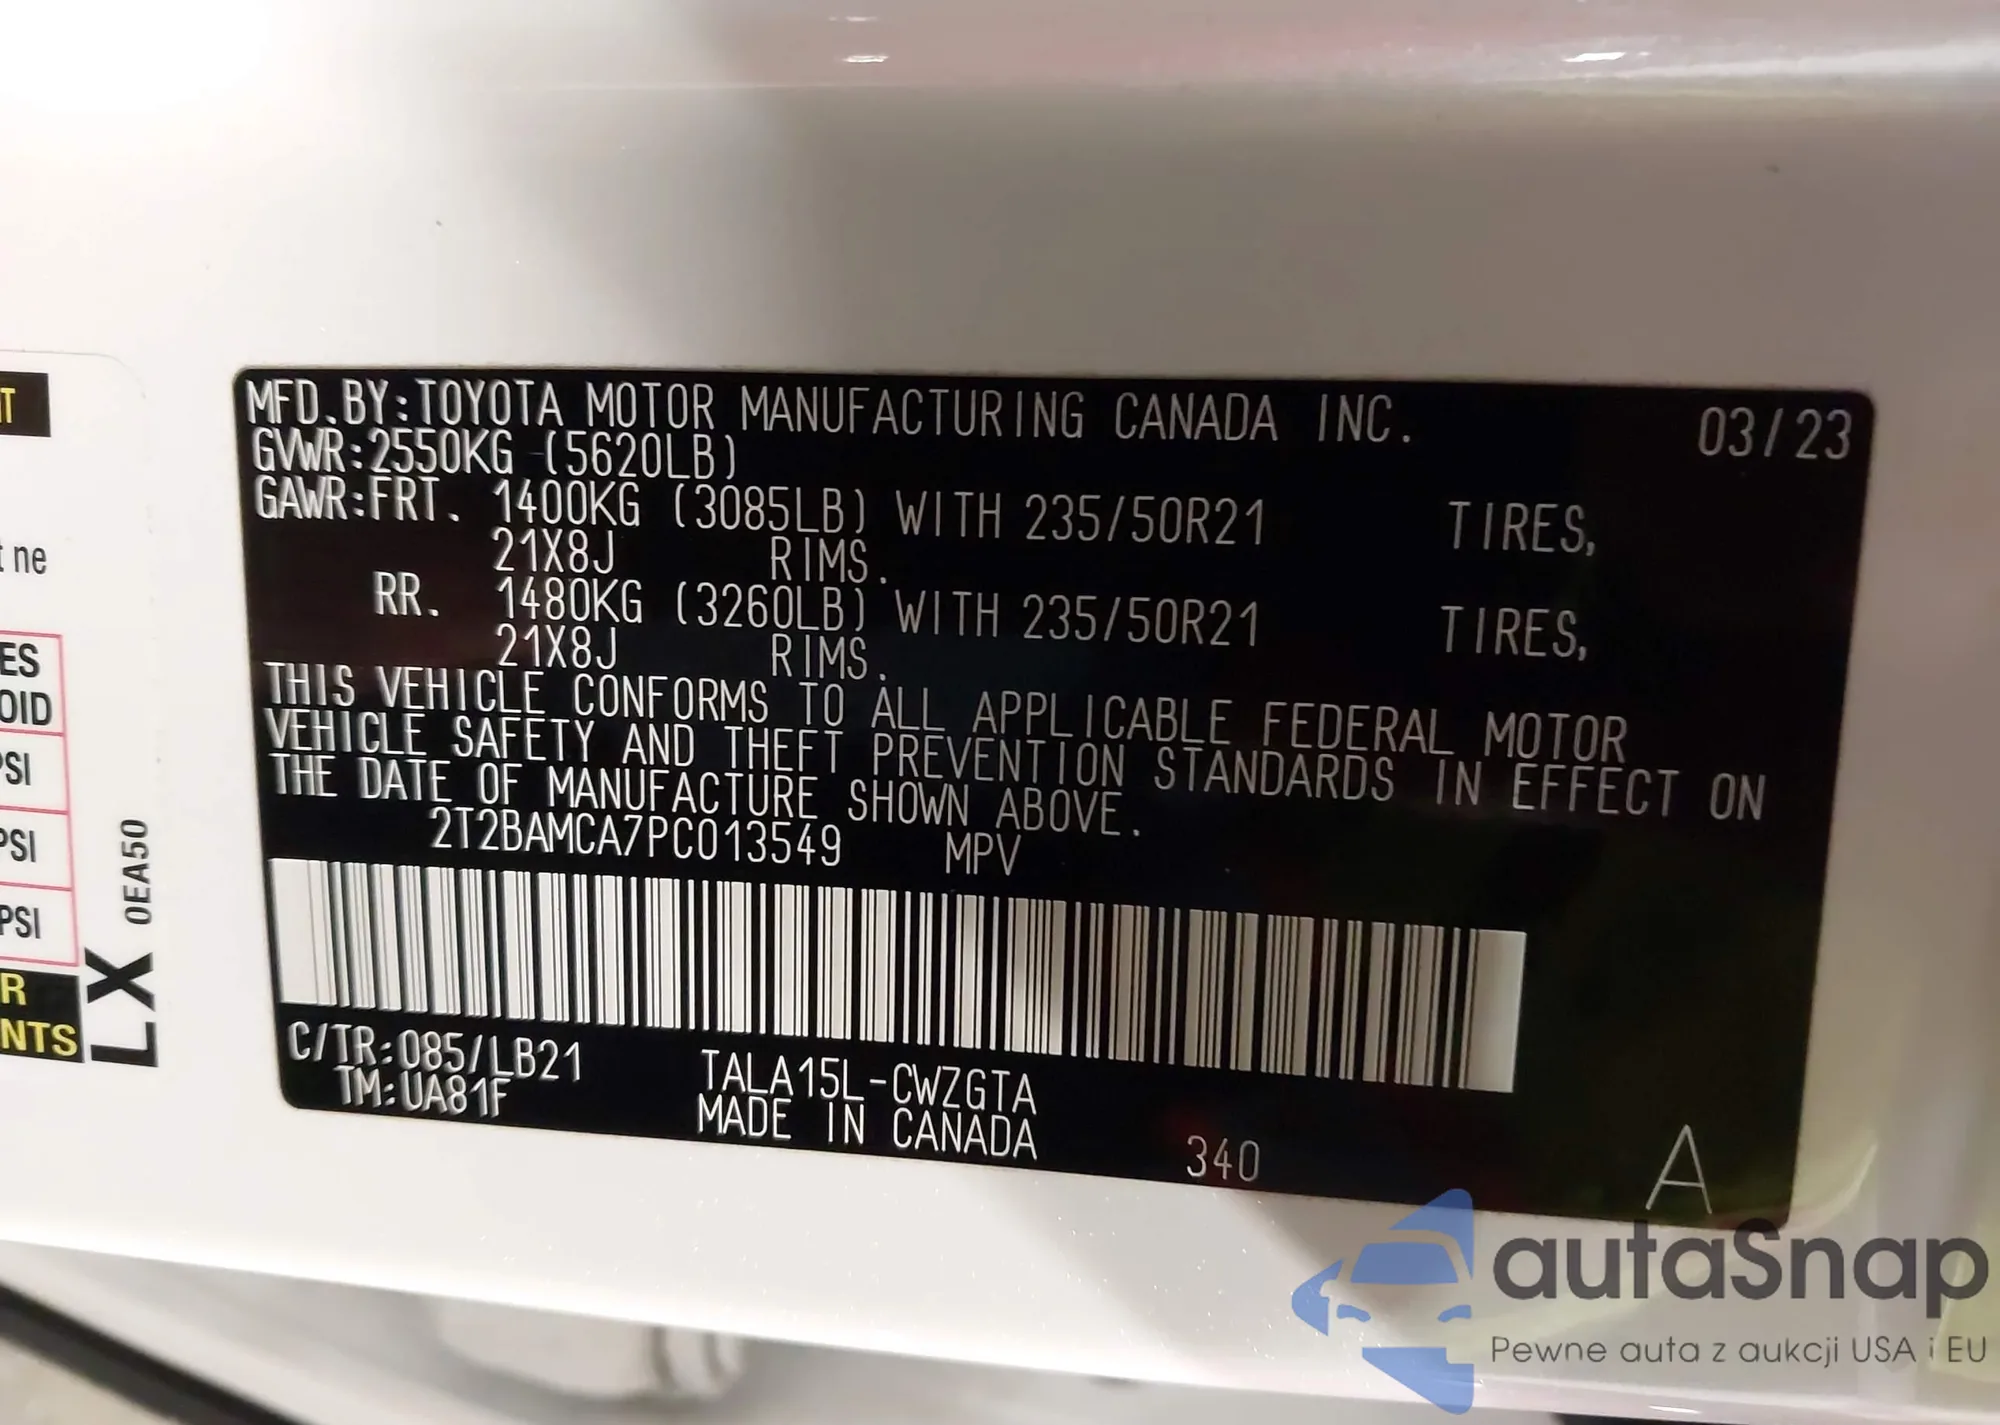 MFD.BY:TOYOTA MOTOR MANUFACTURING CANADA INC. 03/23
GVWR:2550KG (5620LB)
GAWR:FRT. 1400KG (3085LB) WITH 235/50R21 TIRES,
21X8J RIMS.
RR. 1480KG (3260LB) WITH 235/50R21 TIRES,
21X8J RIMS.
THIS VEHICLE CONFORMS TO ALL APPLICABLE FEDERAL MOTOR
VEHICLE SAFETY AND THEFT PREVENTION STANDARDS IN EFFECT ON
THE DATE OF MANUFACTURE SHOWN ABOVE.
2T2BAMCA7PC013549 MPV
C/TR:085/LB21 TALA15L-CWZGTA
TM:UA81F MADE IN CANADA
340 A
T
t ne
ES
OID
PSI
PSI
PSI
R
NTS
LX 0EA50
autaSnap
Pewne auta z aukcji USA i EU